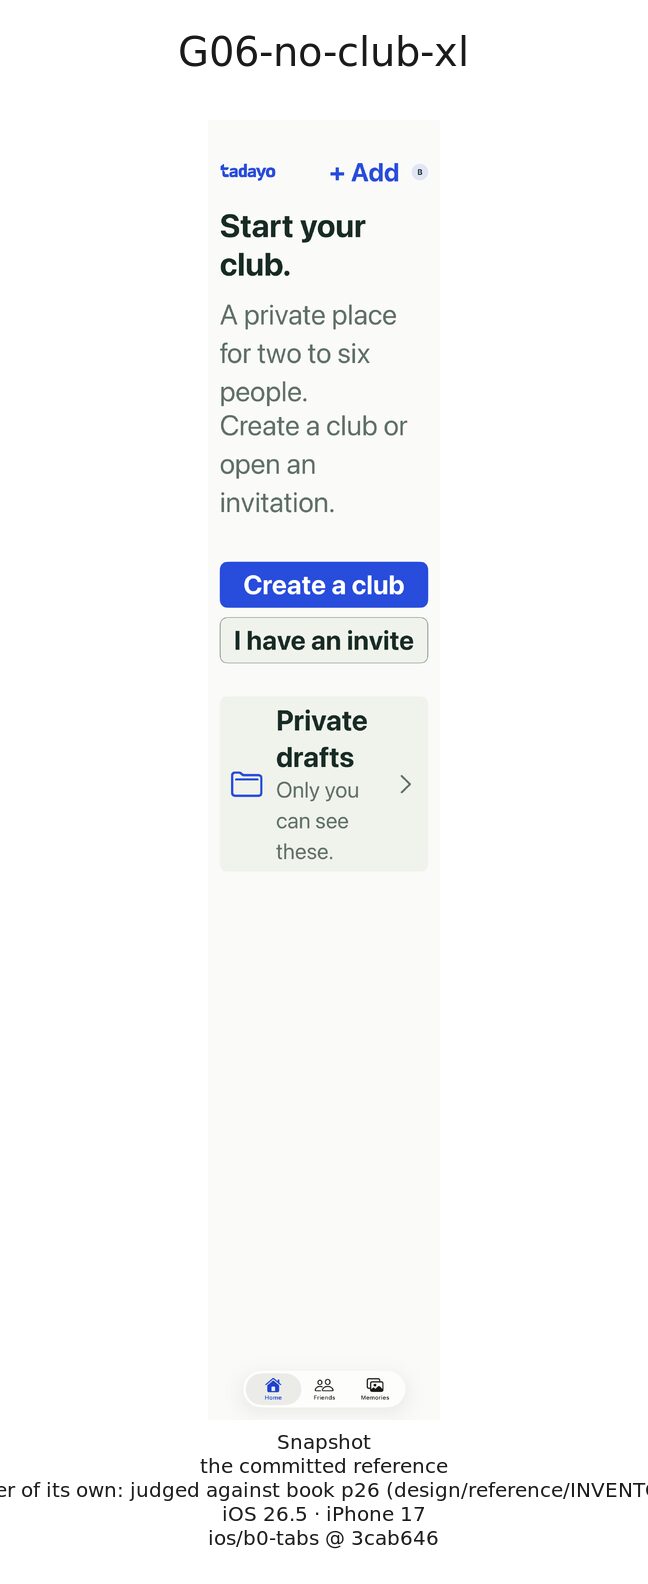 G06-no-club-xl
tadayo
+ Add
B
Start your
club.
A private place
for two to six
people.
Create a club or
open an
invitation.
Create a club
I have an invite
Private
drafts
Only you
can see
these.
Home
Friends
Memories
Snapshot
the committed reference
of its own: judged against book p26 (design/reference/
iOS 26.5 · iPhone 17
ios/b0-tabs @ 3cab646